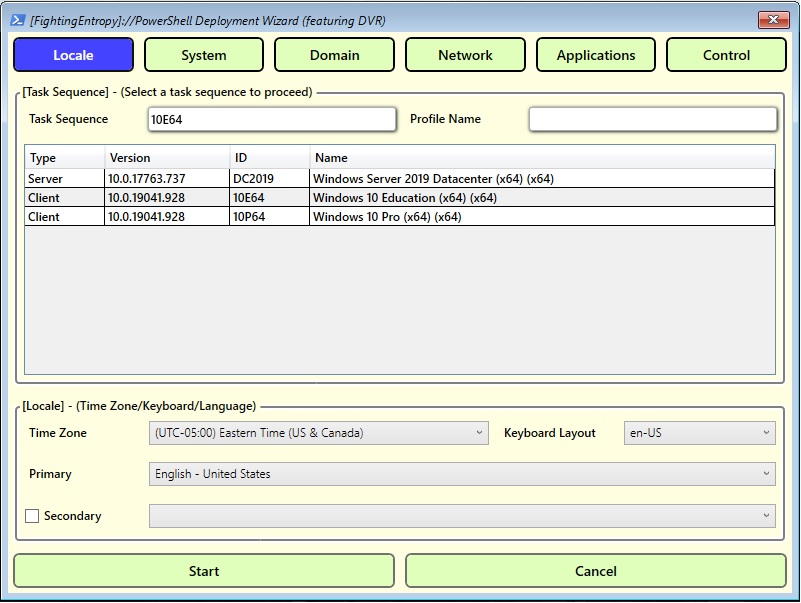 [FightingEntropy]://PowerShell Deployment Wizard (featuring DVR)
Locale System Domain Network Applications Control
[Task Sequence] - (Select a task sequence to proceed)
Task Sequence 10E64 Profile Name
Type Version ID Name
Server 10.0.17763.737 DC2019 Windows Server 2019 Datacenter (x64) (x64)
Client 10.0.19041.928 10E64 Windows 10 Education (x64) (x64)
Client 10.0.19041.928 10P64 Windows 10 Pro (x64) (x64)
[Locale] - (Time Zone/Keyboard/Language)
Time Zone (UTC-05:00) Eastern Time (US & Canada) Keyboard Layout en-US
Primary English - United States
Secondary
Start Cancel